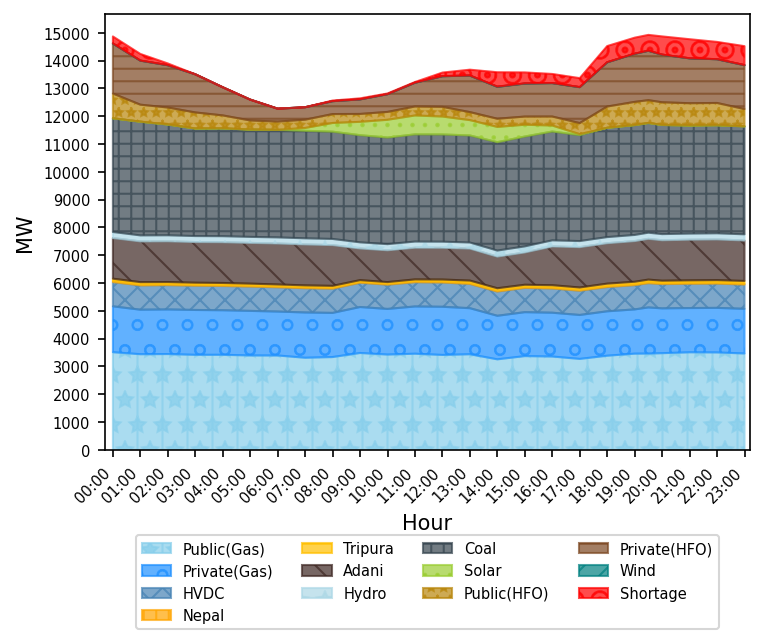 15000
14000
13000
12000
11000
10000
9000
8000
7000
6000
5000
4000
3000
2000
1000
0
MW
00:00 01:00 02:00 03:00 04:00 05:00 06:00 07:00 08:00 09:00 10:00 11:00 12:00 13:00 14:00 15:00 16:00 17:00 18:00 19:00 20:00 21:00 22:00 23:00
Hour
Public(Gas) Tripura Coal Private(HFO)
Private(Gas) Adani Solar Wind
HVDC Hydro Public(HFO) Shortage
Nepal